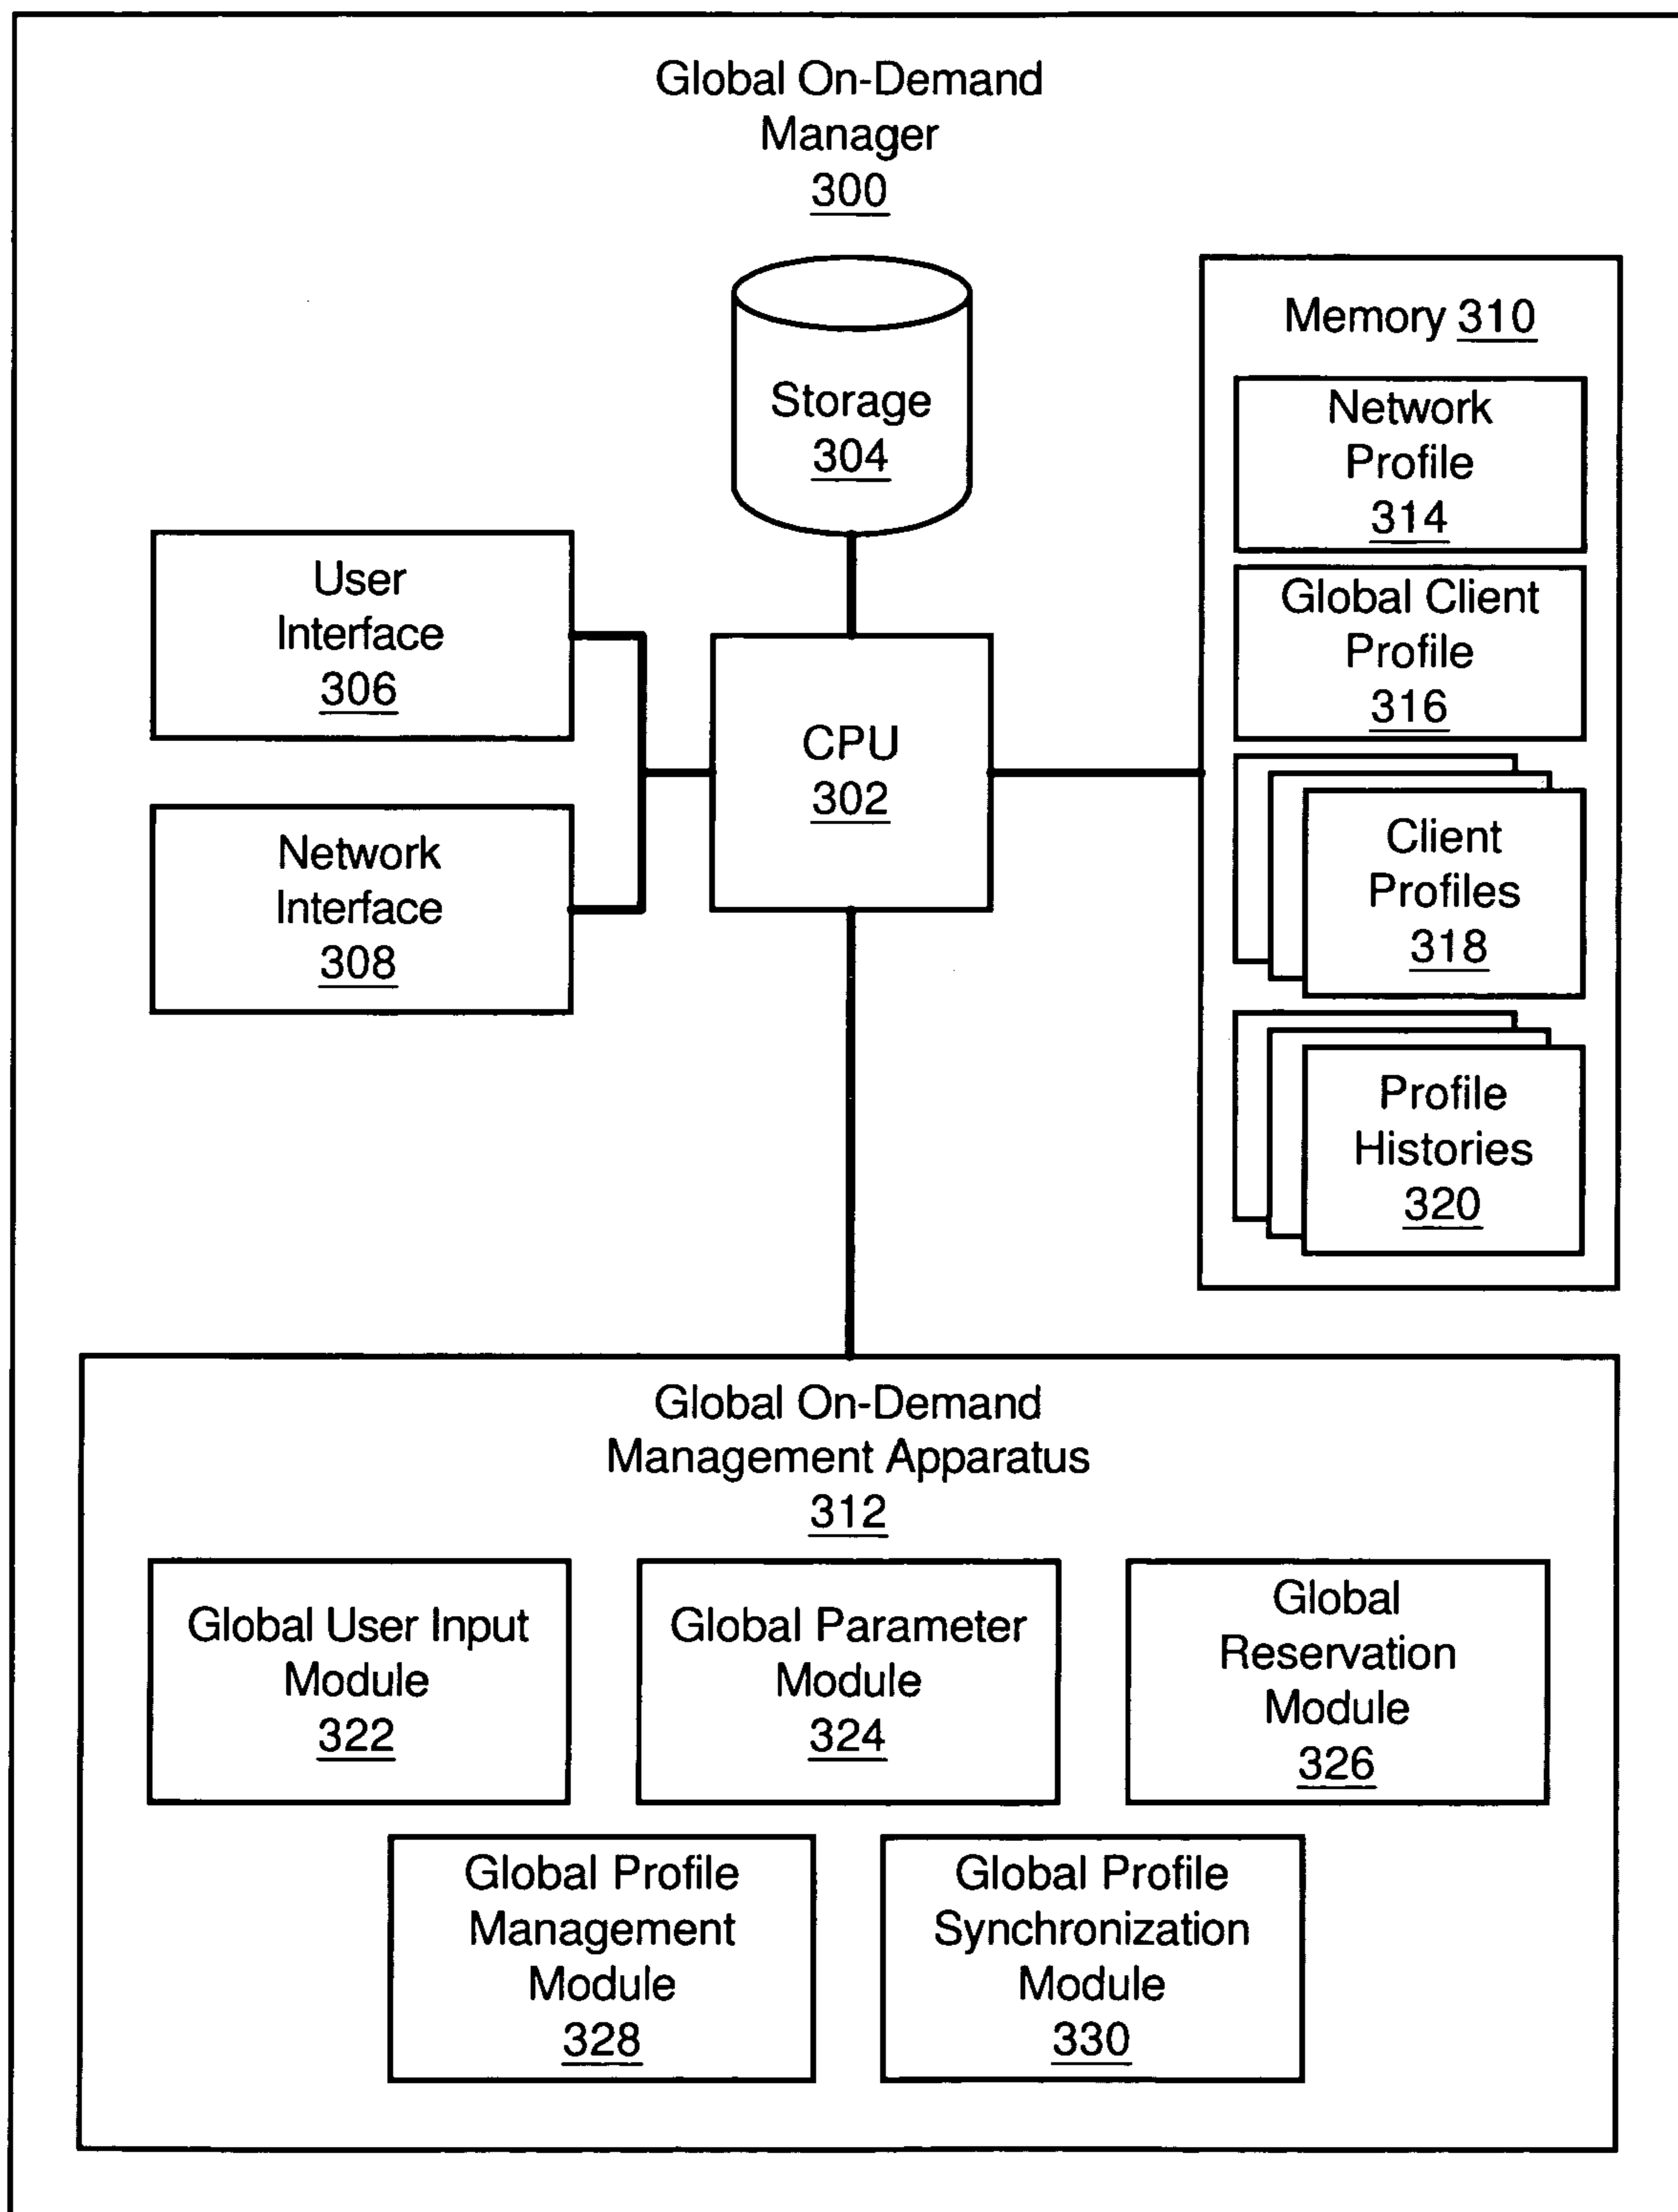 Global On-Demand
Manager
300
Storage
304
Memory 310
Network
Profile
314
Global Client
Profile
316
Client
Profiles
318
Profile
Histories
320
User
Interface
306
Network
Interface
308
CPU
302
Global On-Demand
Management Apparatus
312
Global User Input
Module
322
Global Parameter
Module
324
Global
Reservation
Module
326
Global Profile
Management
Module
328
Global Profile
Synchronization
Module
330